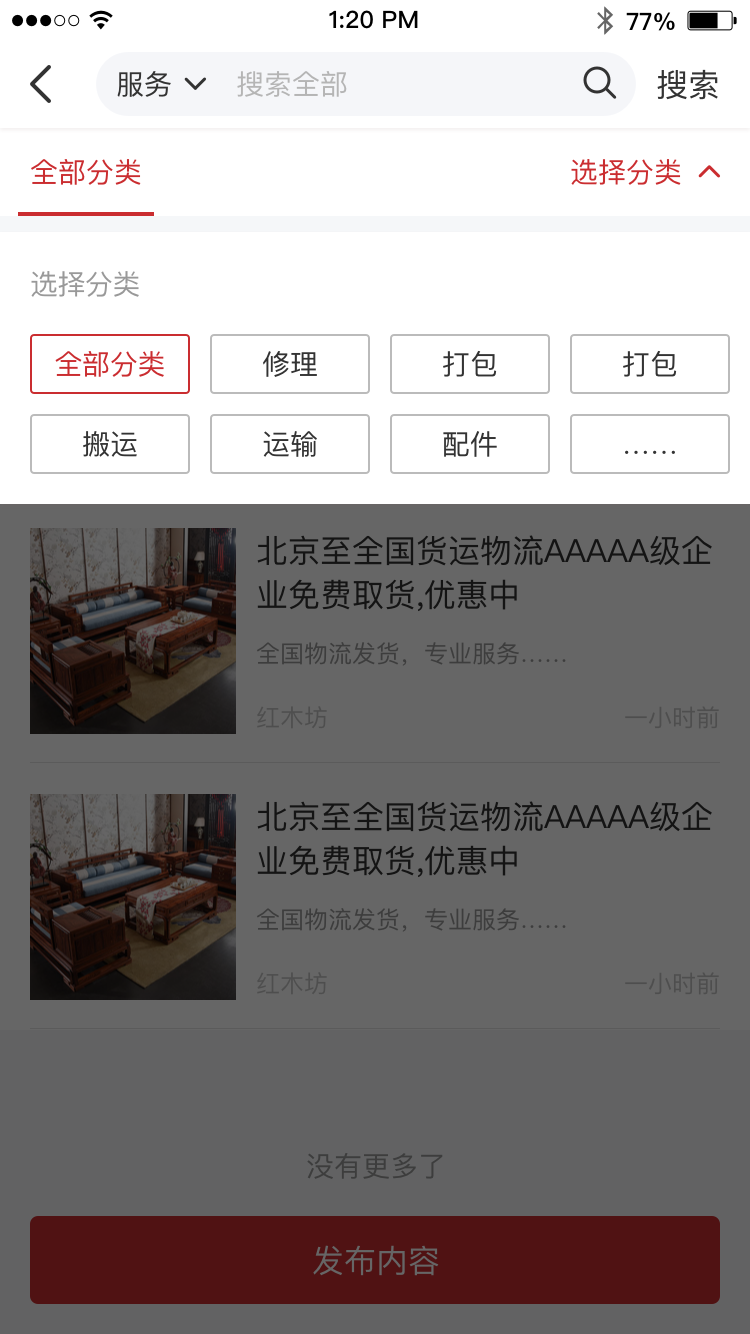 1:20 PM
77%
服务
搜索全部
搜索
全部分类
选择分类
选择分类
全部分类
修理
打包
打包
搬运
运输
配件
……
北京至全国货运物流AAAAA级企
业免费取货,优惠中
全国物流发货，专业服务……
红木坊
一小时前
北京至全国货运物流AAAAA级企
业免费取货,优惠中
全国物流发货，专业服务……
红木坊
一小时前
没有更多了
发布内容